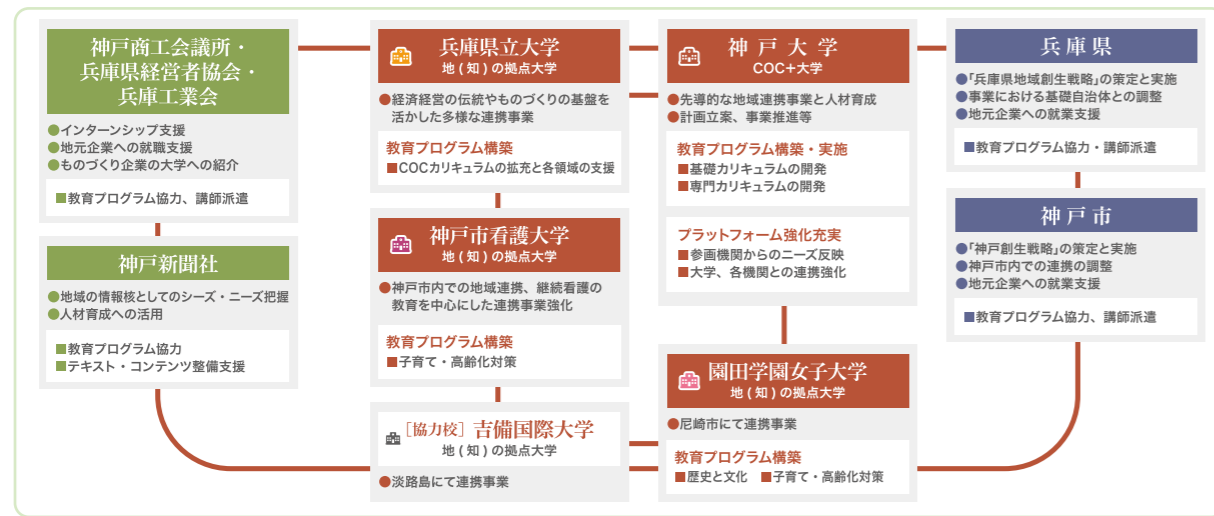 神戸商工会議所・
兵庫県経営者協会・
兵庫工業会
●インターンシップ支援
●地元企業への就職支援
●ものづくり企業の大学への紹介
■教育プログラム協力、講師派遣
神戸新聞社
●地域の情報核としてのシーズ・ニーズ把握
●人材育成への活用
■教育プログラム協力
■テキスト・コンテンツ整備支援
兵庫県立大学
地(知)の拠点大学
●経済経営の伝統やものづくりの基盤を
活かした多様な連携事業
教育プログラム構築
■COCカリキュラムの拡充と各領域の支援
神戸市看護大学
地(知)の拠点大学
●神戸市内での地域連携、継続看護の
教育を中心にした連携事業強化
教育プログラム構築
■子育て・高齢化対策
[協力校] 吉備国際大学
地(知)の拠点大学
●淡路島にて連携事業
神戸大学
COC+大学
●先導的な地域連携事業と人材育成
●計画立案、事業推進等
教育プログラム構築・実施
■基礎カリキュラムの開発
■専門カリキュラムの開発
プラットフォーム強化充実
■参画機関からのニーズ反映
■大学、各機関との連携強化
園田学園女子大学
地(知)の拠点大学
●尼崎市にて連携事業
教育プログラム構築
■歴史と文化 ■子育て・高齢化対策
兵庫県
●「兵庫県地域創生戦略」の策定と実施
●事業における基礎自治体との調整
●地元企業への就業支援
■教育プログラム協力・講師派遣
神戸市
●「神戸創生戦略」の策定と実施
●神戸市内での連携の調整
●地元企業への就業支援
■教育プログラム協力、講師派遣